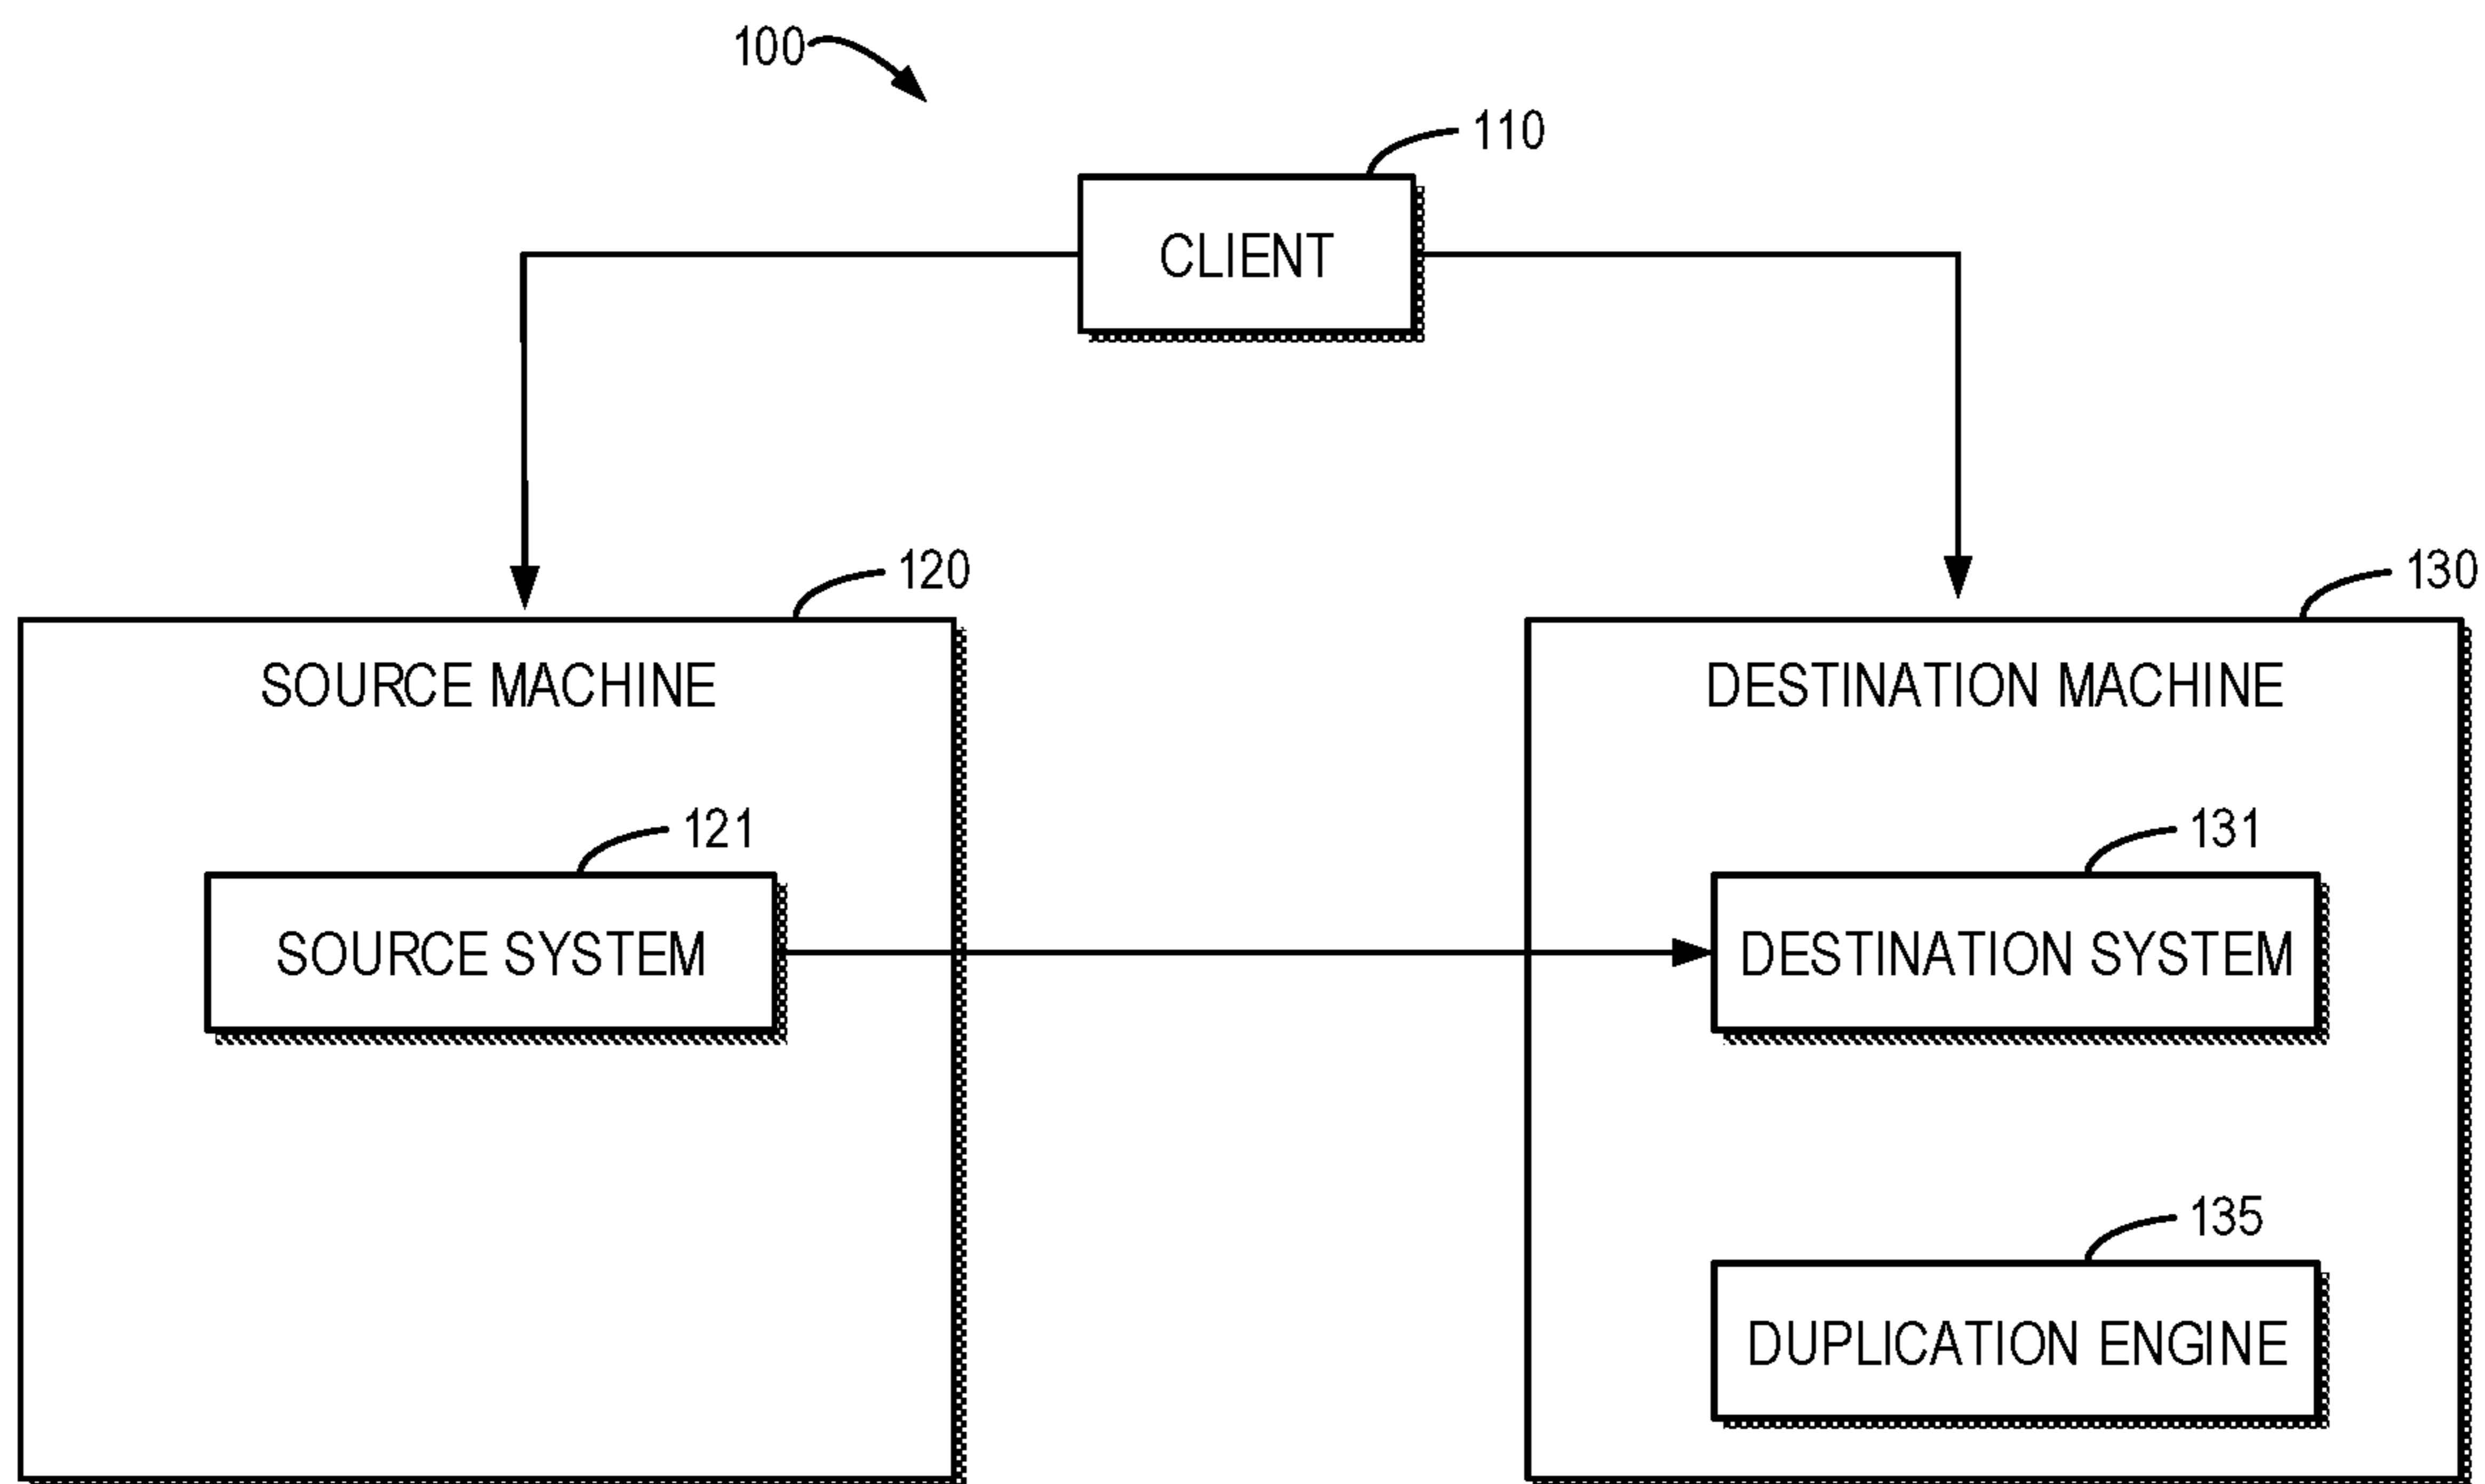 100
110
CLIENT
120
130
SOURCE MACHINE
DESTINATION MACHINE
121
131
SOURCE SYSTEM
DESTINATION SYSTEM
135
DUPLICATION ENGINE